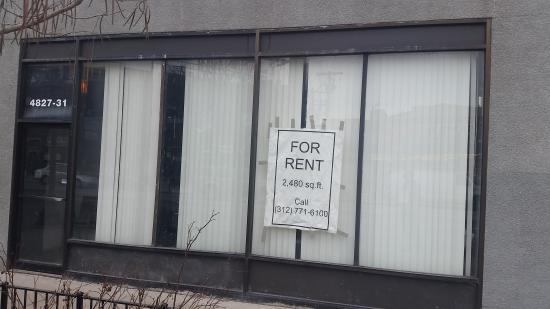 4827-31
FOR
RENT
2,480 sq.ft.
Call
(312) 771-6100